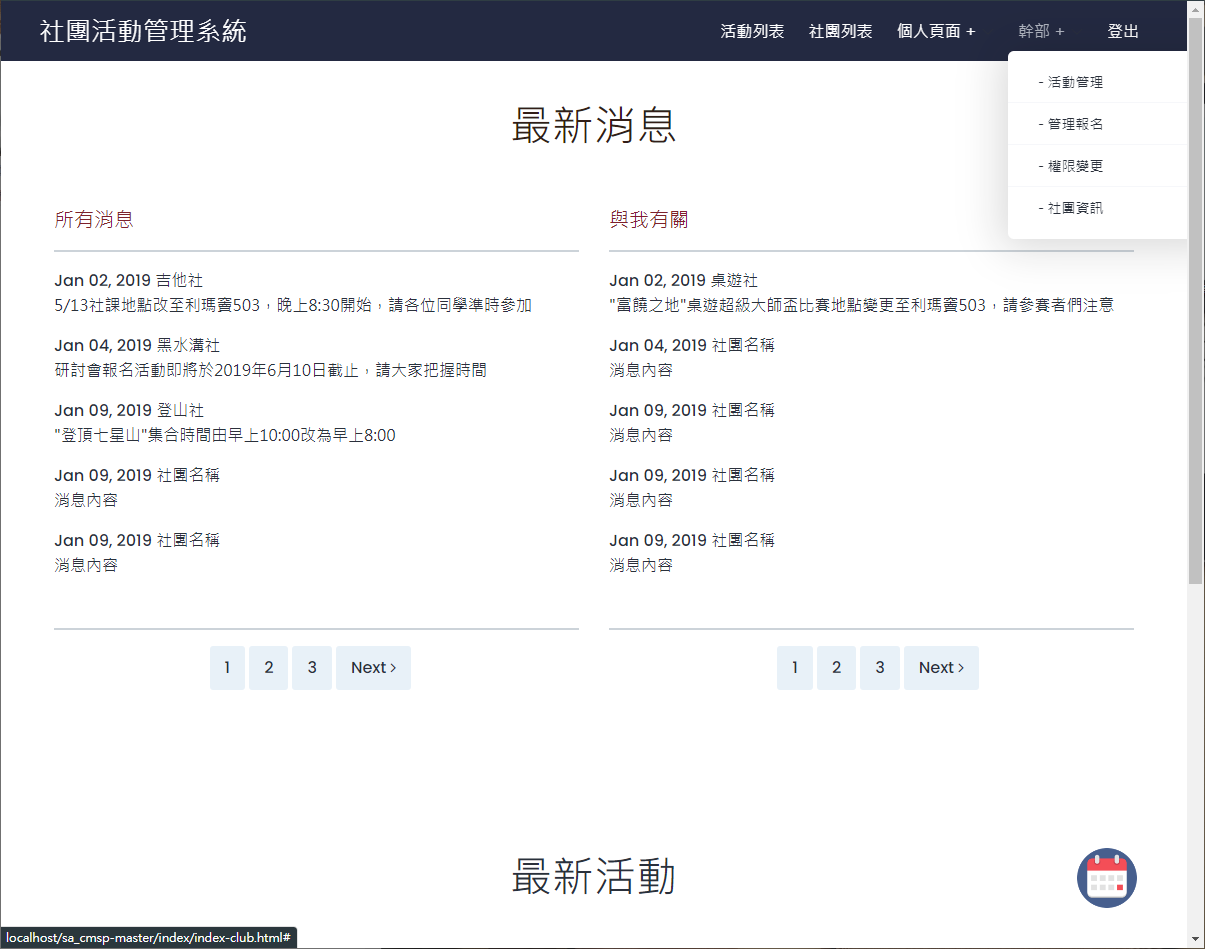 社團活動管理系統
活動列表 社團列表 個人頁面 + 幹部 + 登出
- 活動管理
- 管理報名
- 權限變更
- 社團資訊
最新消息
所有消息
Jan 02, 2019 吉他社
5/13社課地點改至利瑪竇503，晚上8:30開始，請各位同學準時參加
Jan 04, 2019 黑水溝社
研討會報名活動即將於2019年6月10日截止，請大家把握時間
Jan 09, 2019 登山社
"登頂七星山"集合時間由早上10:00改為早上8:00
Jan 09, 2019 社團名稱
消息內容
Jan 09, 2019 社團名稱
消息內容
1 2 3 Next ›
與我有關
Jan 02, 2019 桌遊社
"富饒之地"桌遊超級大師盃比賽地點變更至利瑪竇503，請參賽者們注意
Jan 04, 2019 社團名稱
消息內容
Jan 09, 2019 社團名稱
消息內容
Jan 09, 2019 社團名稱
消息內容
Jan 09, 2019 社團名稱
消息內容
1 2 3 Next ›
最新活動
localhost/sa_cmsp-master/index/index-club.html#